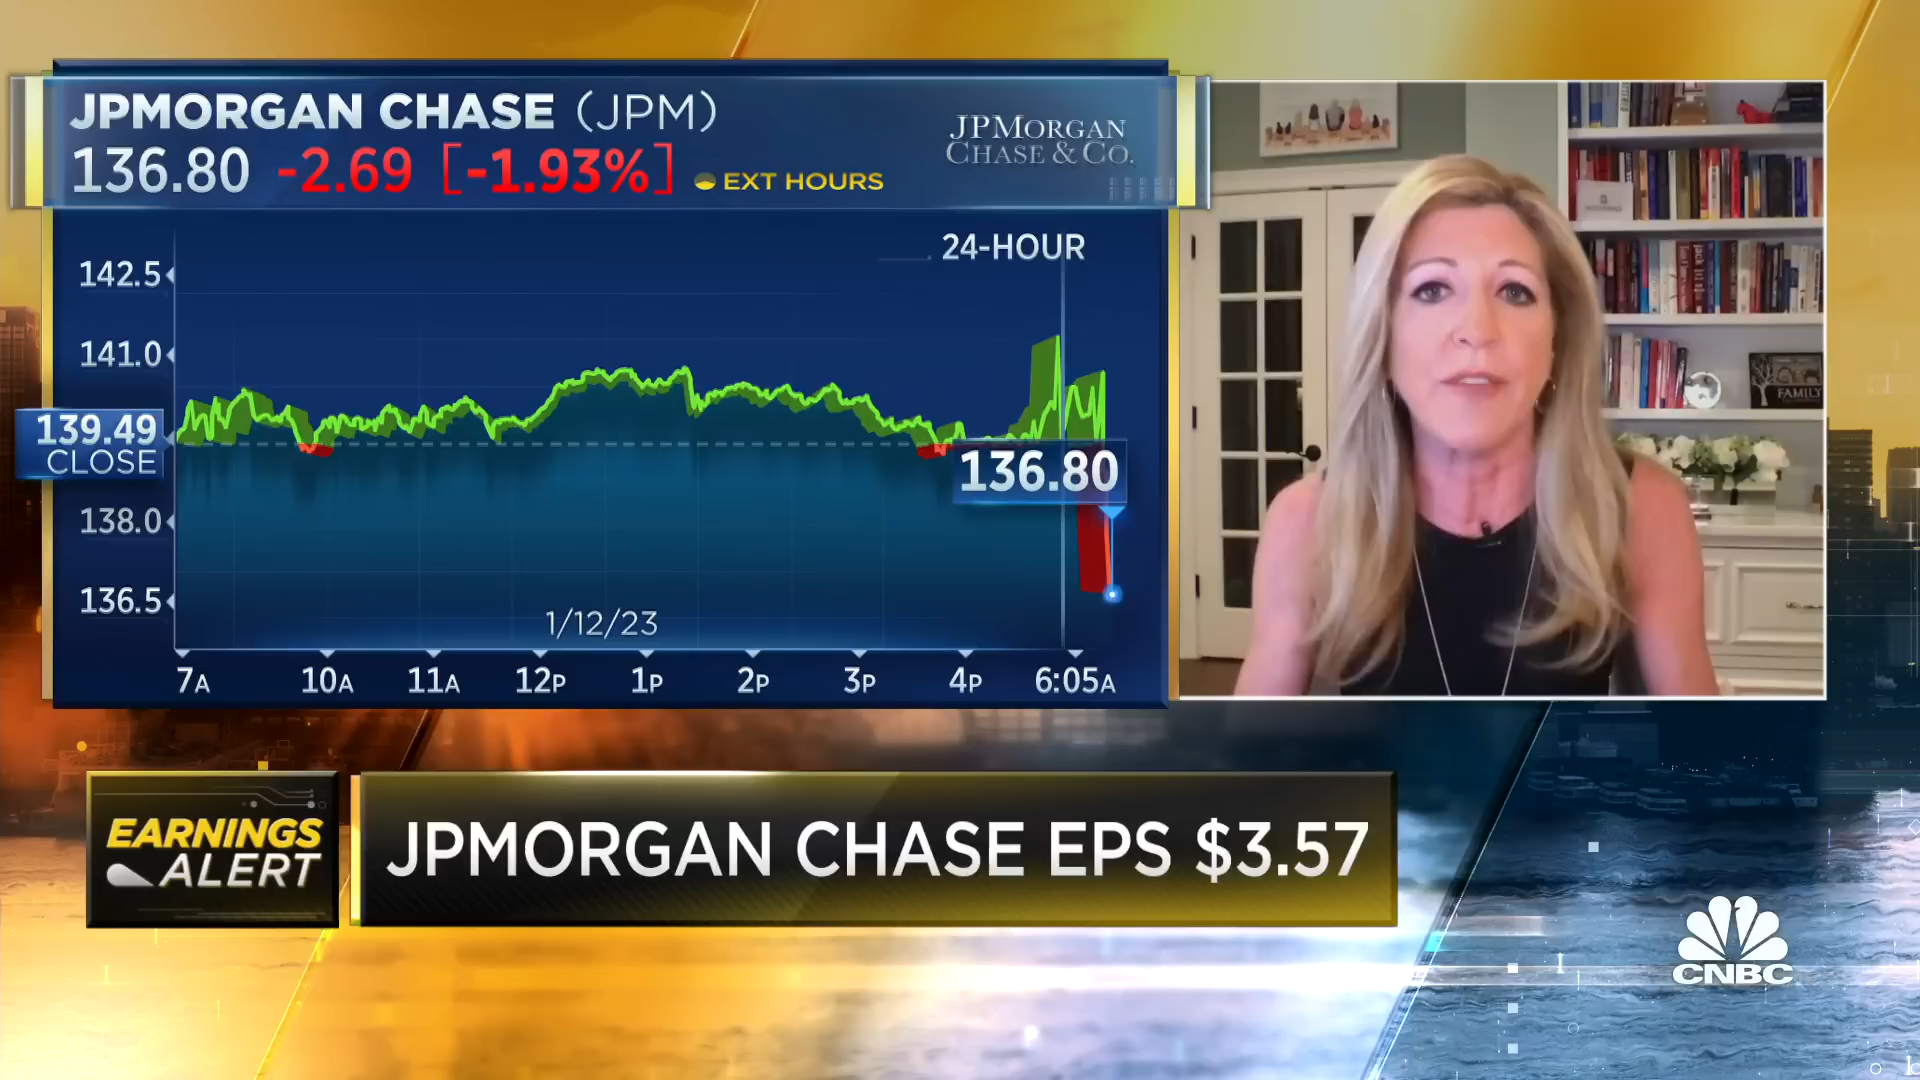 JPMORGAN CHASE (JPM)
136.80 -2.69 [-1.93%] EXT HOURS
JPMORGAN
CHASE & CO.
24-HOUR
142.5
141.0
139.49
CLOSE
138.0
136.5
136.80
1/12/23
7A 10A 11A 12P 1P 2P 3P 4P 6:05A
FAMILY
EARNINGS
ALERT
JPMORGAN CHASE EPS $3.57
CNBC